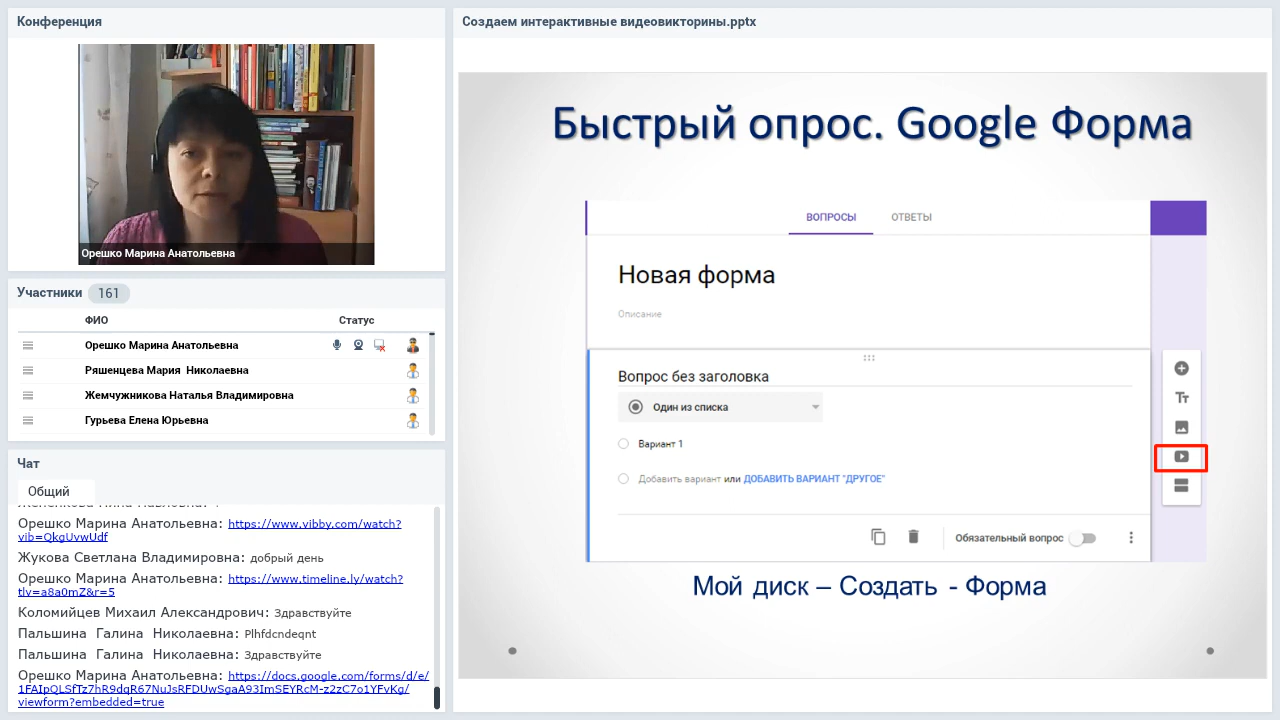 Конференция
Орешко Марина Анатольевна
Участники 161
ФИО Статус
Орешко Марина Анатольевна
Ряшенцева Мария Николаевна
Жемчужникова Наталья Владимировна
Гурьева Елена Юрьевна
Чат
Общий
Орешко Марина Анатольевна: https://www.vibby.com/watch?
vib=QkgUvwUdf
Жукова Светлана Владимировна: добрый день
Орешко Марина Анатольевна: https://www.timeline.ly/watch?
tlv=a8a0mZ&r=5
Коломийцев Михаил Александрович: Здравствуйте
Пальшина Галина Николаевна: Plhfdcndeqnt
Пальшина Галина Николаевна: Здравствуйте
Орешко Марина Анатольевна: https://docs.google.com/forms/d/e/
1FAIpQLSfTz7hR9dqR67NuJsRFDUwSgaA93ImSEYRcM-z2zC7o1YFvKg/
viewform?embedded=true
Создаем интерактивные видеовикторины.pptx
Быстрый опрос. Google Форма
ВОПРОСЫ ОТВЕТЫ
Новая форма
Описание
Вопрос без заголовка
Один из списка
Вариант 1
Добавить вариант или ДОБАВИТЬ ВАРИАНТ "ДРУГОЕ"
Обязательный вопрос
Tт
Мой диск – Создать - Форма